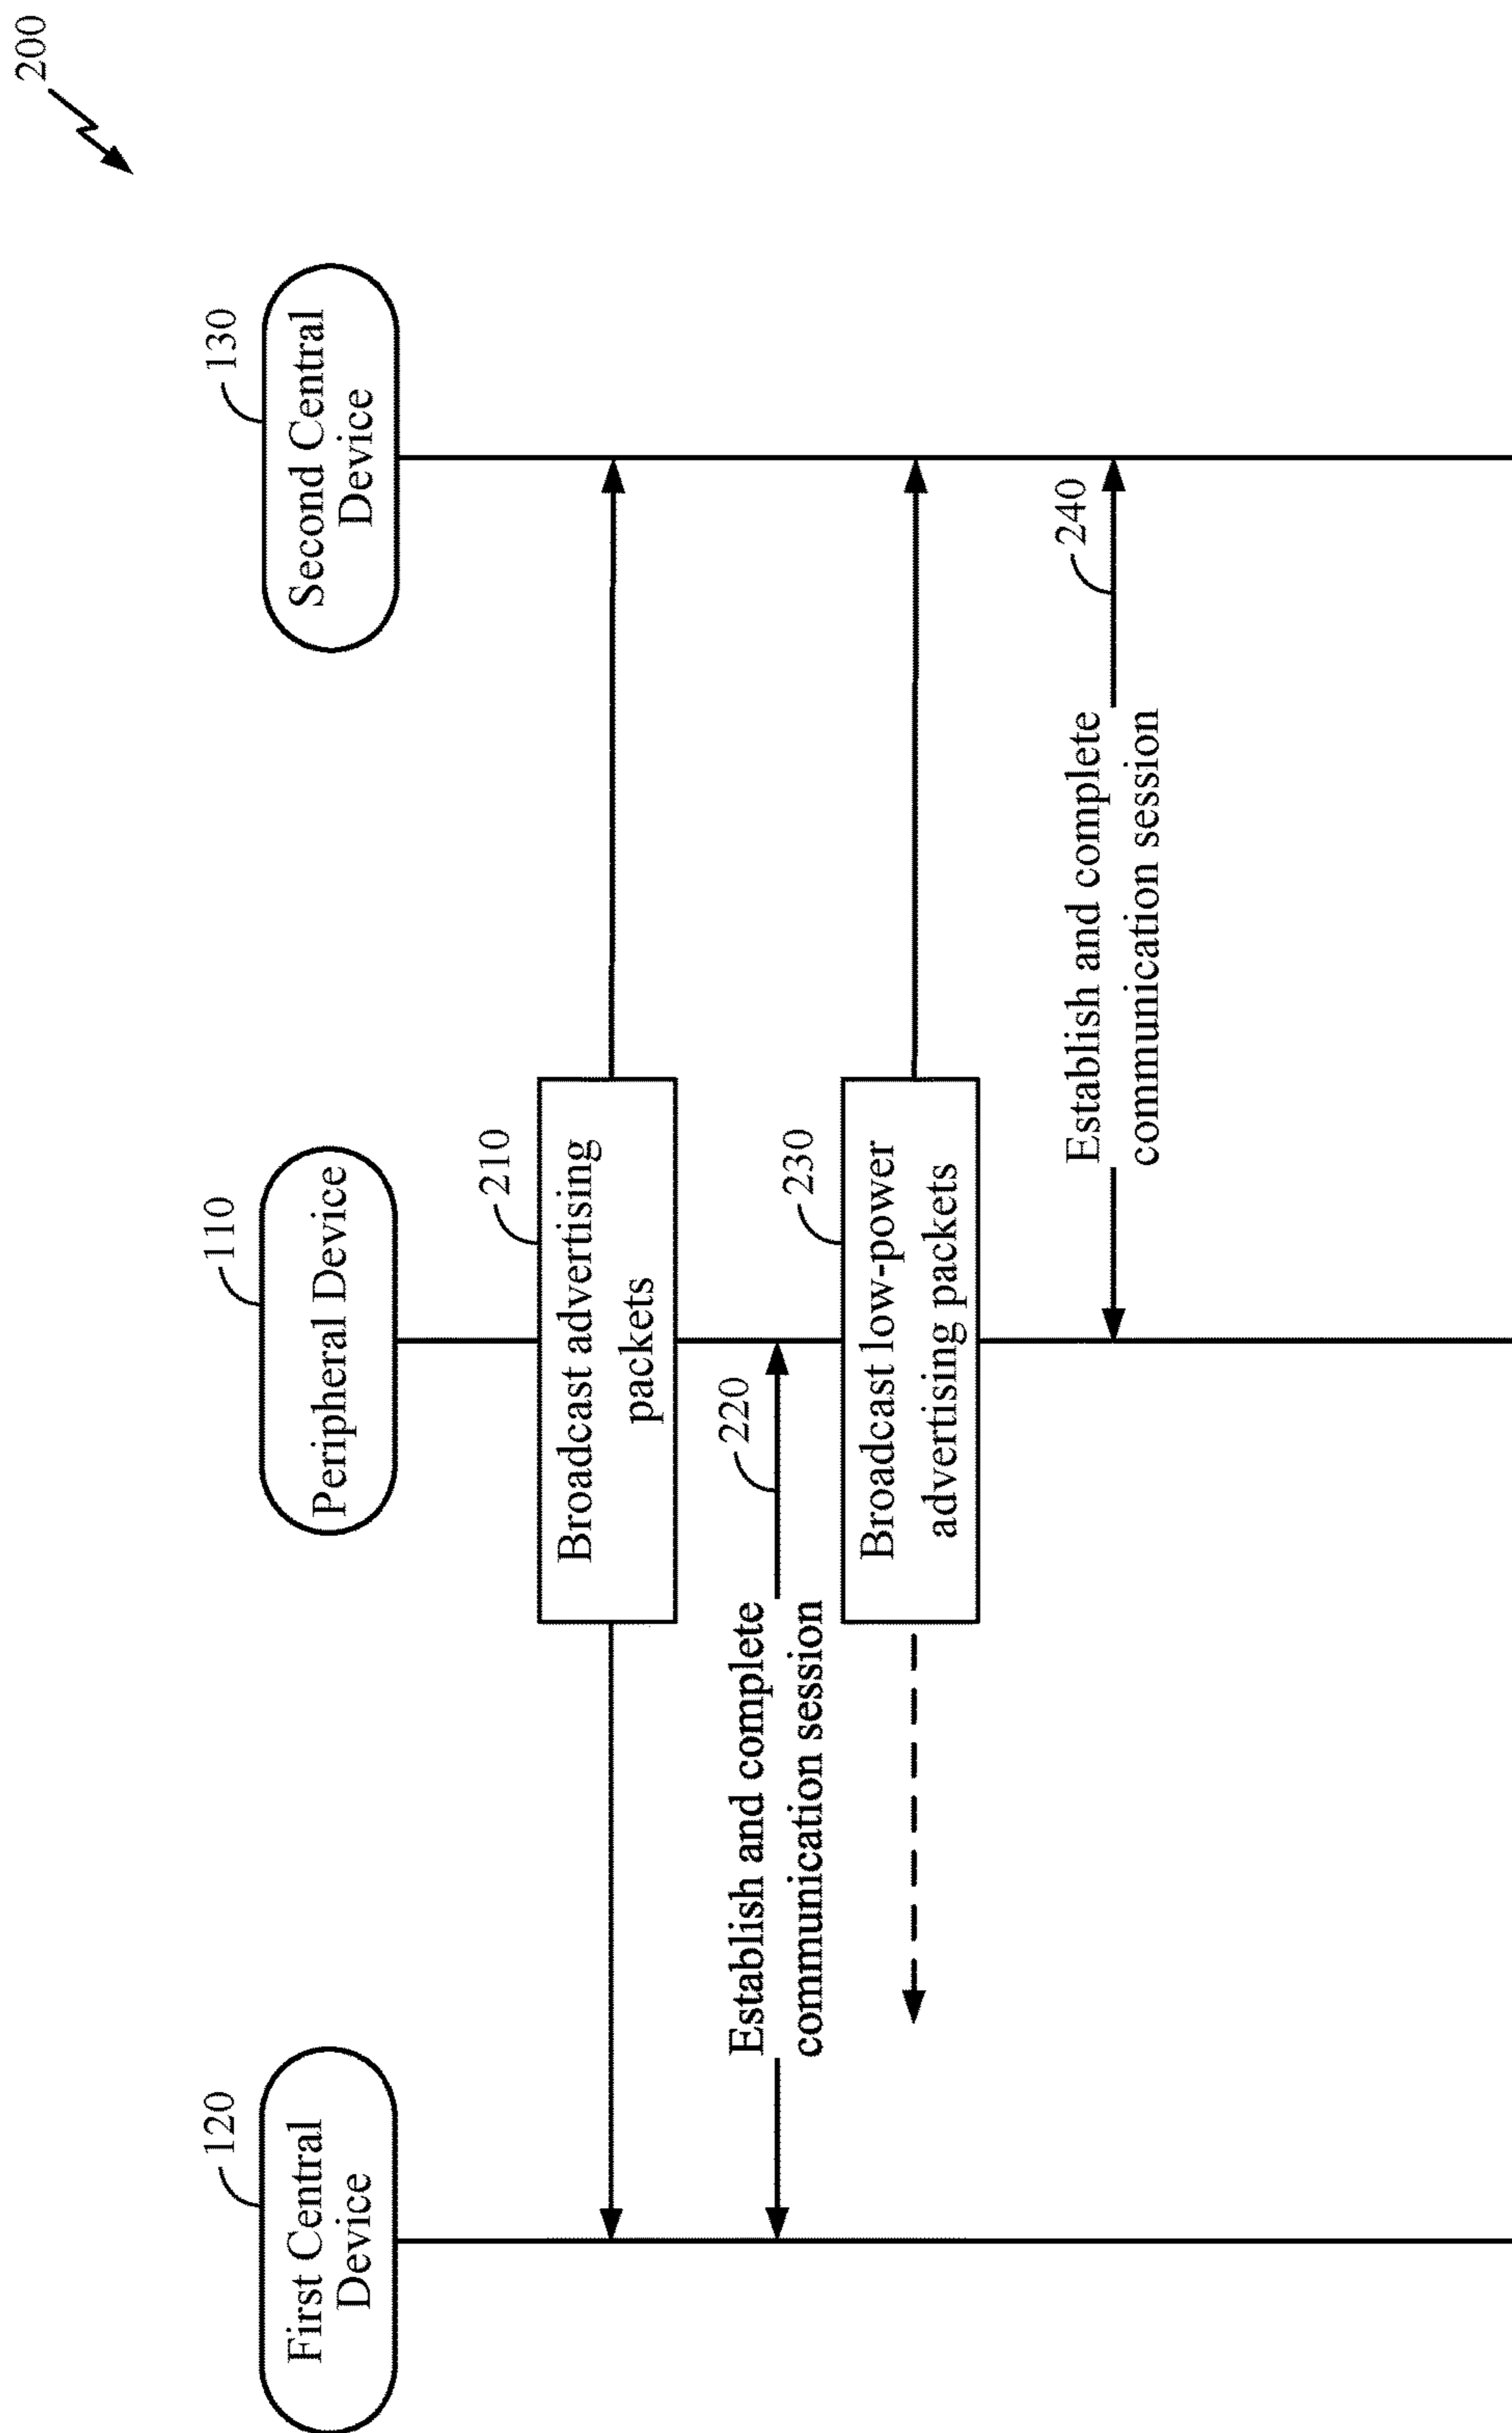 200
120
First Central
Device
110
Peripheral Device
130
Second Central
Device
210
Broadcast advertising
packets
220
Establish and complete
communication session
230
Broadcast low-power
advertising packets
240
Establish and complete
communication session